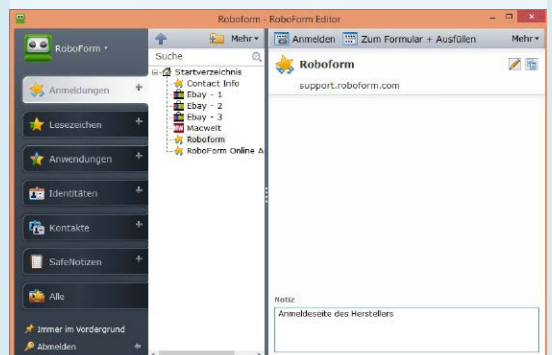 Roboform - RoboForm Editor
RoboForm
Anmeldungen
Lesezeichen
Anwendungen
Identitäten
Kontakte
SafeNotizen
Alle
Immer im Vordergrund
Abmelden
Mehr
Suche
Startverzeichnis
Contact Info
Ebay - 1
Ebay - 2
Ebay - 3
MW Macwelt
Roboform
RoboForm Online A
Anmelden Zum Formular + Ausfüllen Mehr
Roboform
support.roboform.com
Notiz
Anmeldeseite des Herstellers